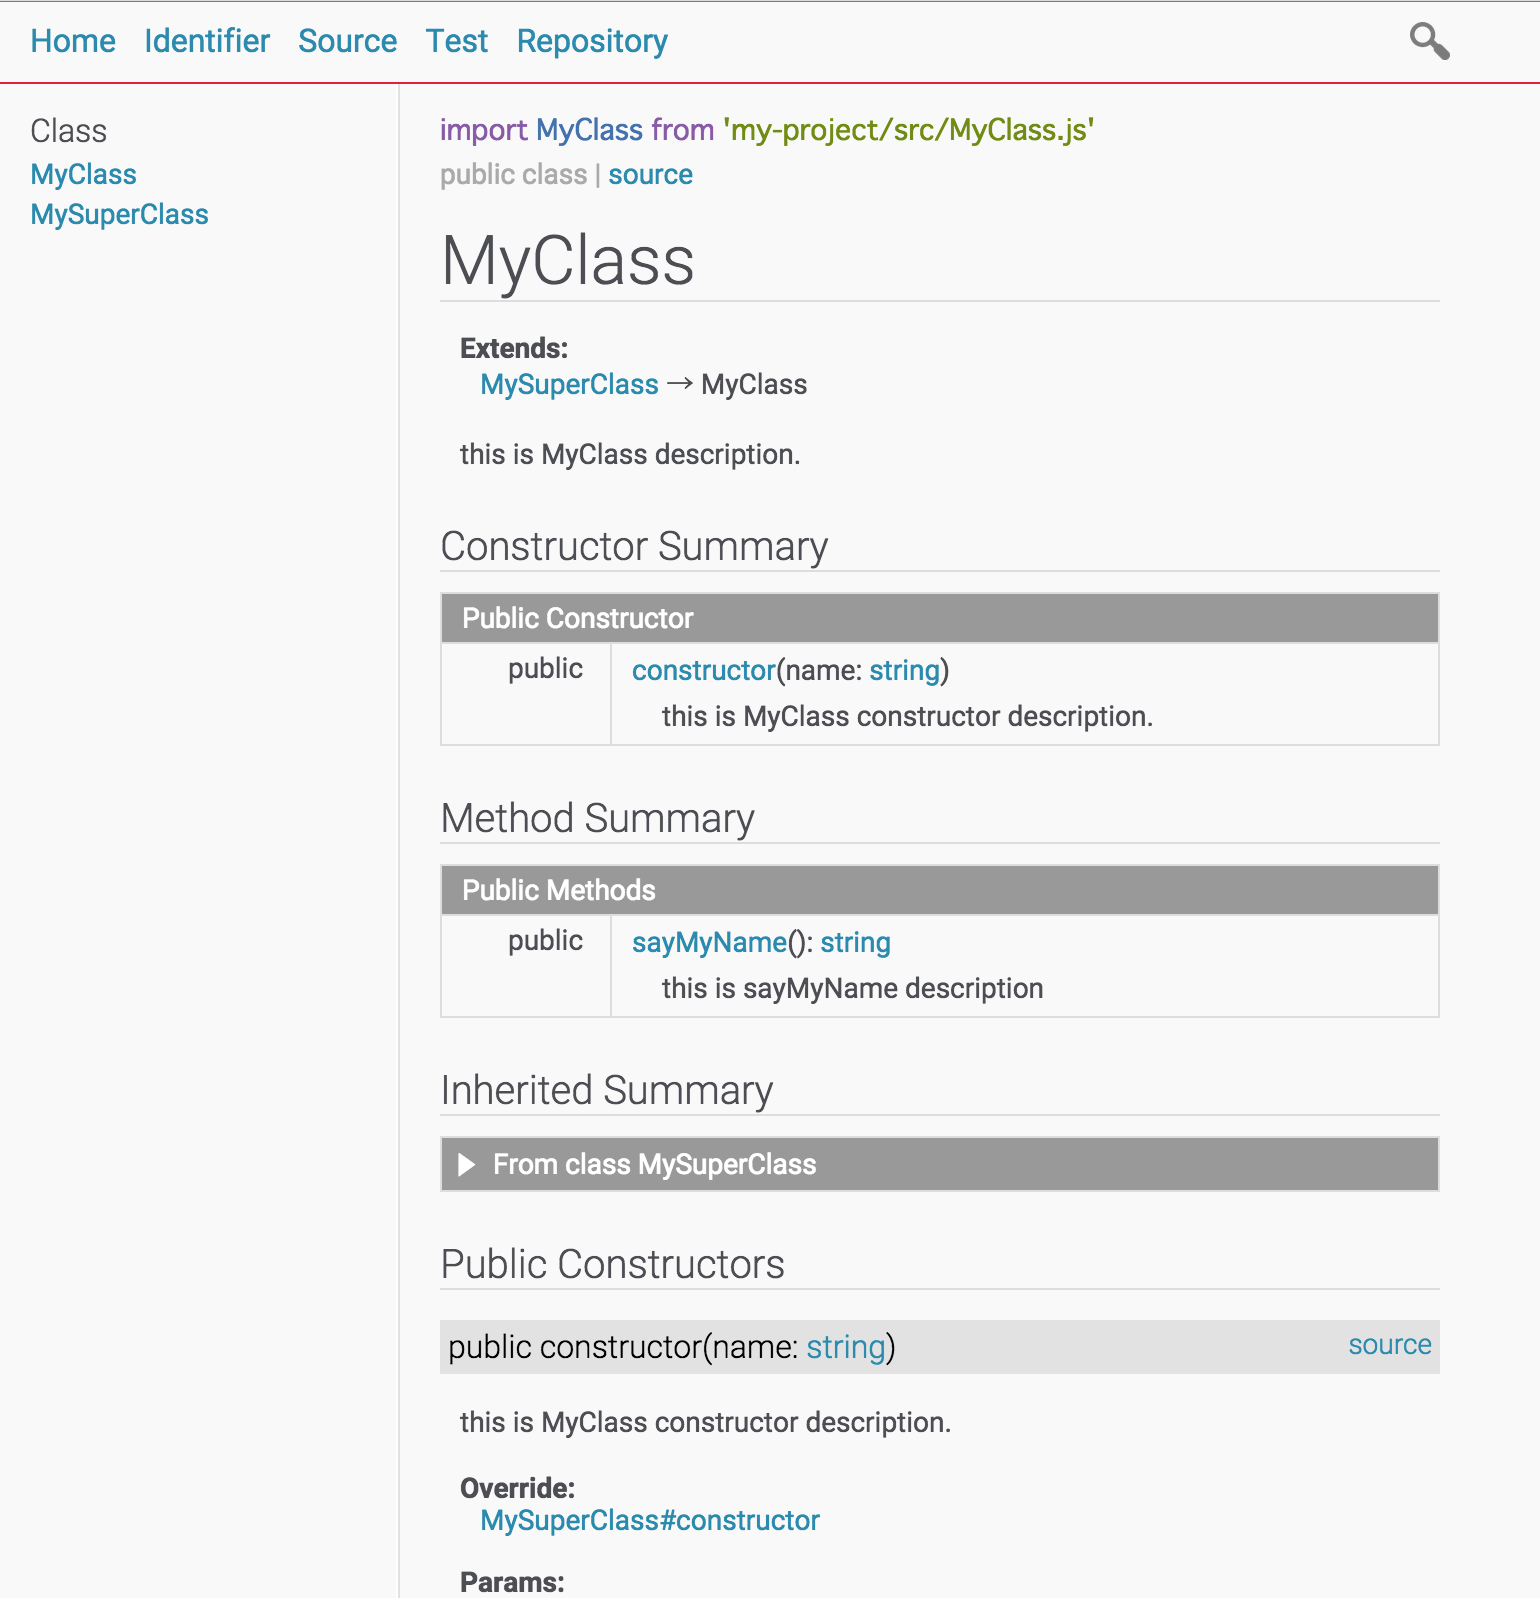 Home Identifier Source Test Repository
Class
MyClass
MySuperClass
import MyClass from 'my-project/src/MyClass.js'
public class | source
MyClass
Extends:
MySuperClass → MyClass
this is MyClass description.
Constructor Summary
Public Constructor
public constructor(name: string)
this is MyClass constructor description.
Method Summary
Public Methods
public sayMyName(): string
this is sayMyName description
Inherited Summary
From class MySuperClass
Public Constructors
public constructor(name: string) source
this is MyClass constructor description.
Override:
MySuperClass#constructor
Params: